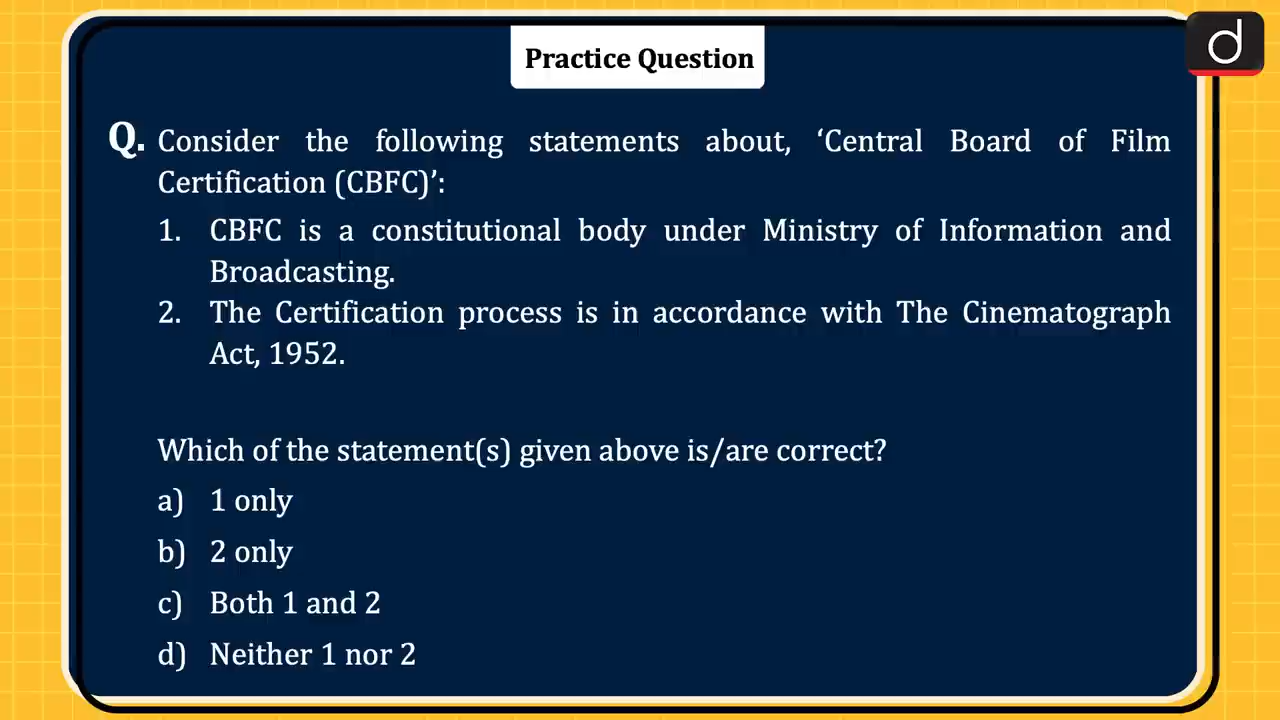 Practice Question
d
Q. Consider the following statements about, ‘Central Board of Film
Certification (CBFC)’:
1. CBFC is a constitutional body under Ministry of Information and
Broadcasting.
2. The Certification process is in accordance with The Cinematograph
Act, 1952.
Which of the statement(s) given above is/are correct?
a) 1 only
b) 2 only
c) Both 1 and 2
d) Neither 1 nor 2